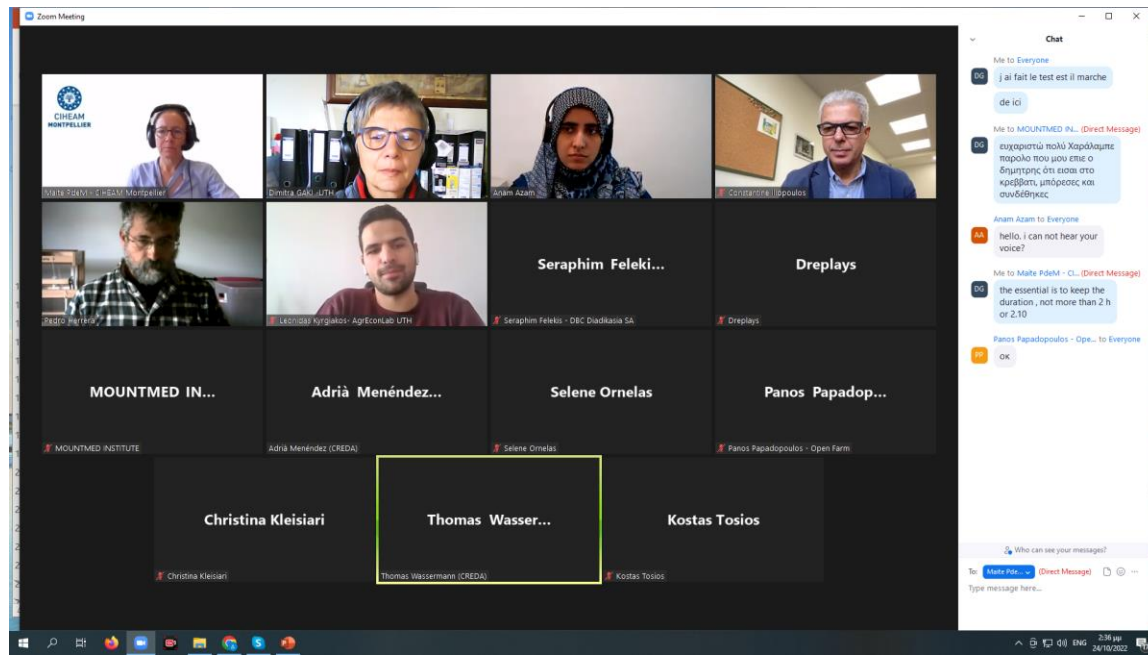 Zoom Meeting
CIHEAM
MONTPELLIER
Maite PdeM - CIHEAM Montpellier
Dimitra GAKI -UTH
Anam Azam
Constantine Iliopoulos
Pedro Herrera
Leonidas Kyrgiakos- AgrEconLab UTH
Seraphim Feleki...
Seraphim Felekis - DBC Diadikasia SA
Dreplays
Dreplays
MOUNTMED IN...
MOUNTMED INSTITUTE
Adrià Menéndez...
Adrià Menéndez (CREDA)
Selene Ornelas
Selene Ornelas
Panos Papadop...
Panos Papadopoulos - Open Farm
Christina Kleisiari
Christina Kleisiari
Thomas Wasser...
Thomas Wassermann (CREDA)
Kostas Tosios
Kostas Tosios
Chat
Me to Everyone
DG
j ai fait le test est il marche
de ici
Me to MOUNTMED IN... (Direct Message)
DG
ευχαριστώ πολύ Χαράλαμπε
παρολο που μου επιε ο
δημητρης ότι εισαι στο
κρεββατι, μπόρεσες και
συνδέθηκες
Anam Azam to Everyone
AA
hello. i can not hear your
voice?
Me to Maite PdeM - CI... (Direct Message)
DG
the essential is to keep the
duration , not more than 2 h
or 2.10
Panos Papadopoulos - Ope... to Everyone
PP
OK
Who can see your messages?
To: Maite Pde... (Direct Message)
Type message here...
ENG
2:36 μμ
24/10/2022